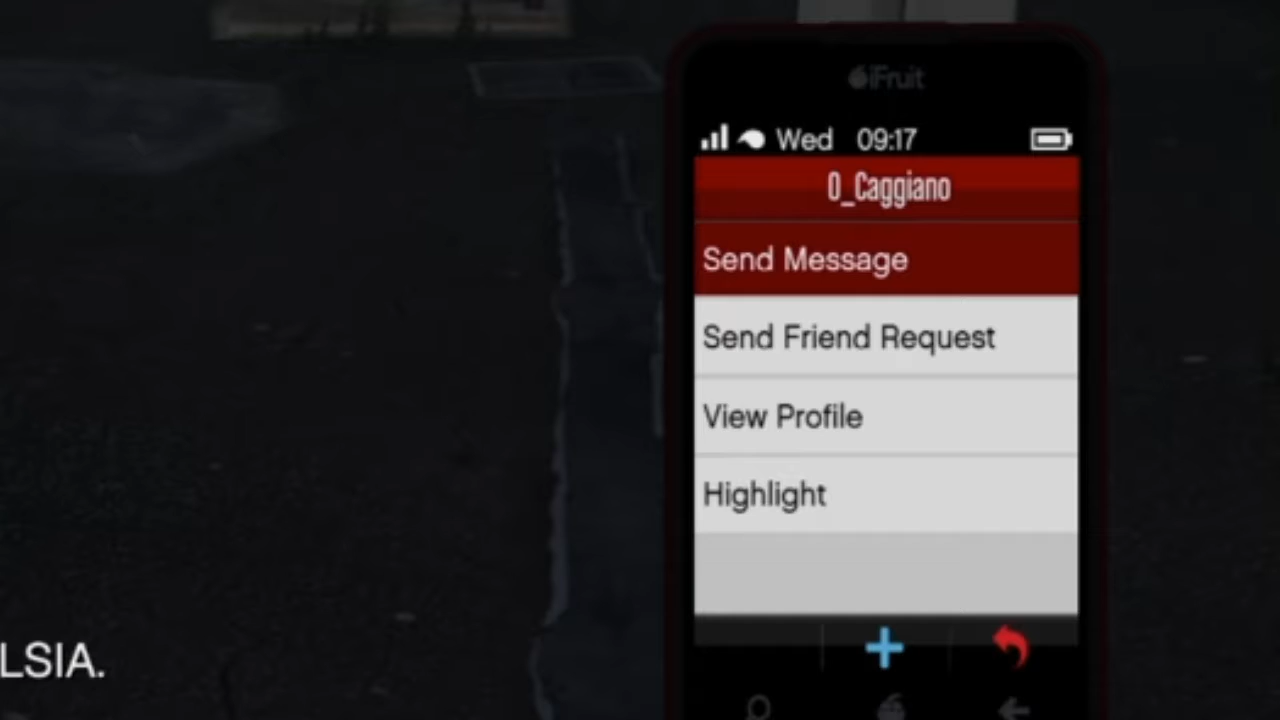 iFruit
Wed 09:17
0_Caggiano
Send Message
Send Friend Request
View Profile
Highlight
LSIA.